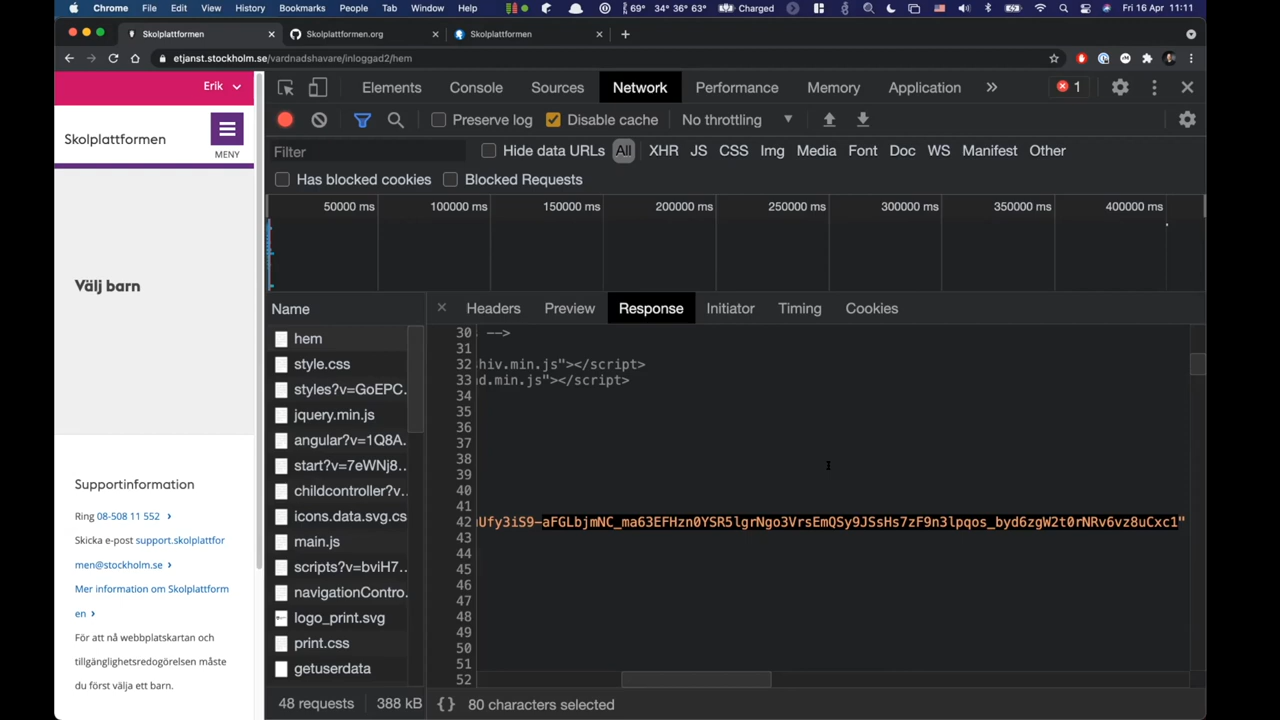 Chrome File Edit View History Bookmarks People Tab Window Help 69° 34° 36° 63° Charged Fri 16 Apr 11:11
Skolplattformen Skolplattformen.org Skolplattformen
etjanst.stockholm.se/vardnadshavare/inloggad2/hem
Erik
Skolplattformen
MENY
Välj barn
Supportinformation
Ring 08-508 11 552
Skicka e-post support.skolplattfor
men@stockholm.se
Mer information om Skolplattform
en
För att nå webbplatskartan och
tillgänglighetsredogörelsen måste
du först välja ett barn.
Elements Console Sources Network Performance Memory Application 1
Preserve log Disable cache No throttling
Filter Hide data URLs All XHR JS CSS Img Media Font Doc WS Manifest Other
Has blocked cookies Blocked Requests
50000 ms 100000 ms 150000 ms 200000 ms 250000 ms 300000 ms 350000 ms 400000 ms
Name
hem
style.css
styles?v=GoEPC.
jquery.min.js
angular?v=1Q8A.
start?v=7eWNj8..
childcontroller?v..
icons.data.svg.cs
main.js
scripts?v=bviH7..
navigationContro.
logo_print.svg
print.css
getuserdata
48 requests 388 kB
Headers Preview Response Initiator Timing Cookies
30 -->
31
32 hiv.min.js"></script>
33 d.min.js"></script>
34
35
36
37
38
39
40
41
42 Ufy3iS9-aFGLbjmNC_ma63EFHzn0YSR5lgrNgo3VrsEmQSy9JSsHs7zF9n3lpqos_byd6zgW2t0rNRv6vz8uCxc1"
43
44
45
46
47
48
49
50
51
52
{} 80 characters selected